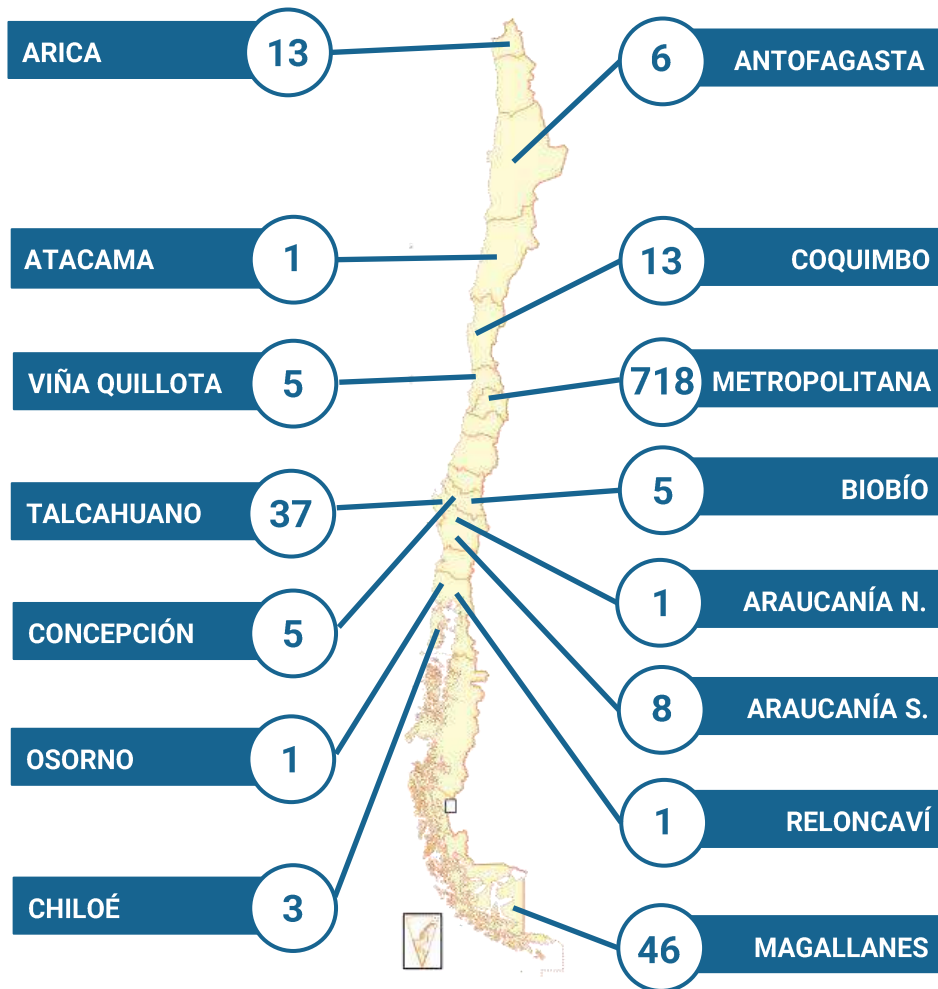 ARICA 13
6 ANTOFAGASTA
ATACAMA 1
13 COQUIMBO
VIÑA QUILLOTA 5
718 METROPOLITANA
TALCAHUANO 37
5 BIOBÍO
CONCEPCIÓN 5
1 ARAUCANÍA N.
OSORNO 1
8 ARAUCANÍA S.
1 RELONCAVÍ
CHILOÉ 3
46 MAGALLANES